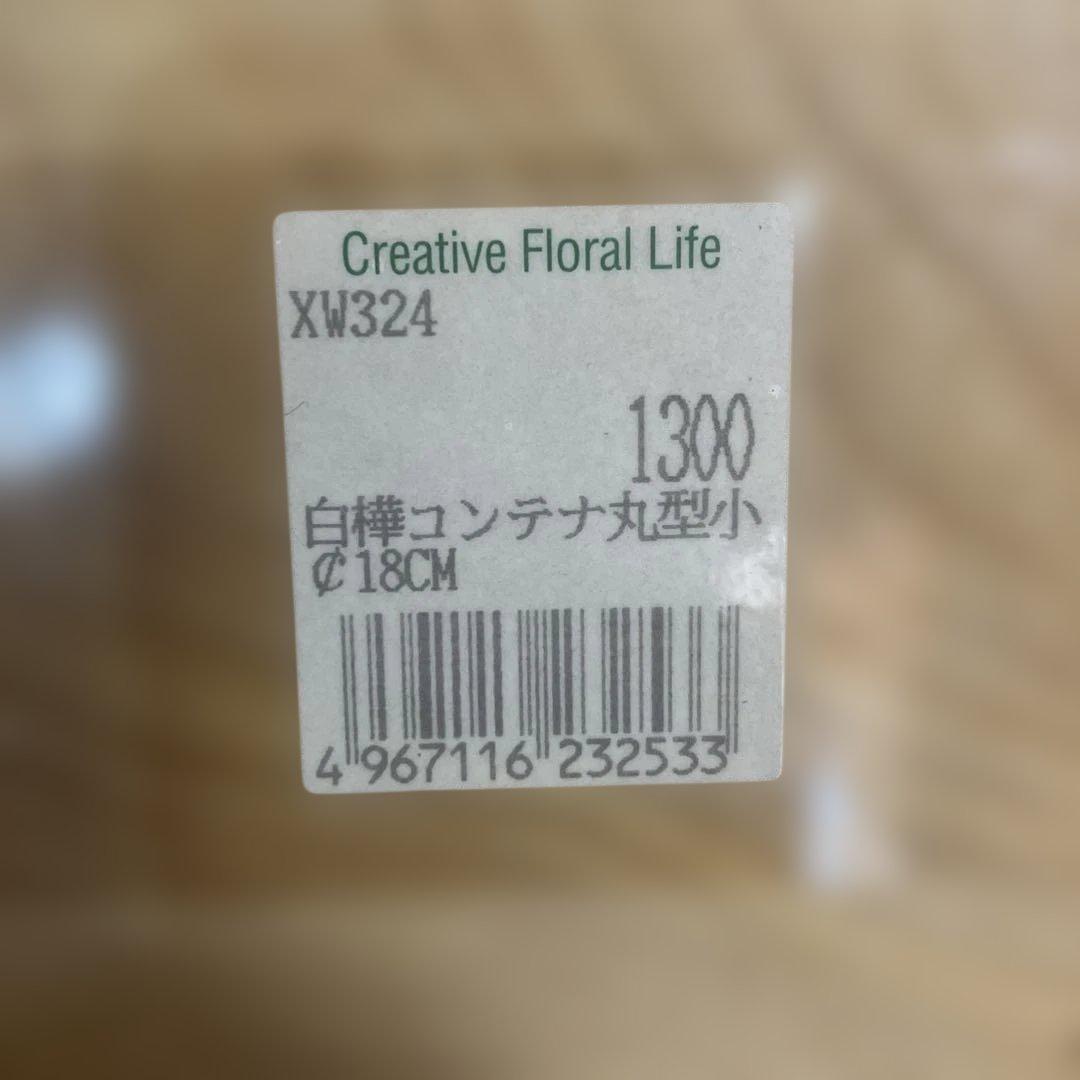 Creative Floral Life
XW324
1300
白樺コンテナ丸型小
₡18CM
4 967116 232533